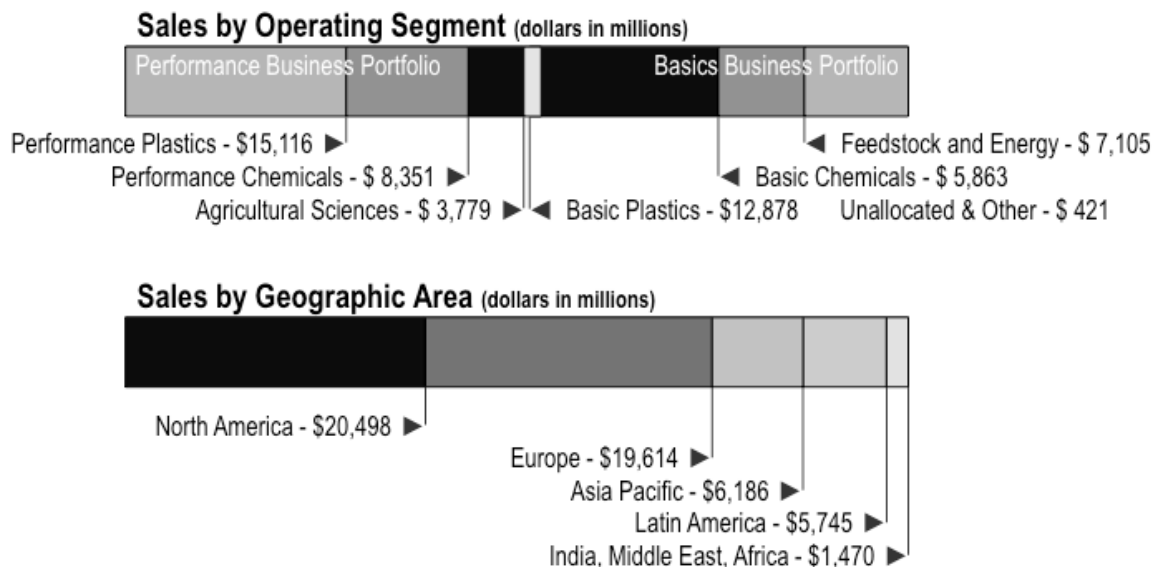 Sales by Operating Segment (dollars in millions)
Performance Business Portfolio
Basics Business Portfolio
Performance Plastics - $15,116
Feedstock and Energy - $ 7,105
Performance Chemicals - $ 8,351
Basic Chemicals - $ 5,863
Agricultural Sciences - $ 3,779
Basic Plastics - $12,878
Unallocated & Other - $ 421
Sales by Geographic Area (dollars in millions)
North America - $20,498
Europe - $19,614
Asia Pacific - $6,186
Latin America - $5,745
India, Middle East, Africa - $1,470